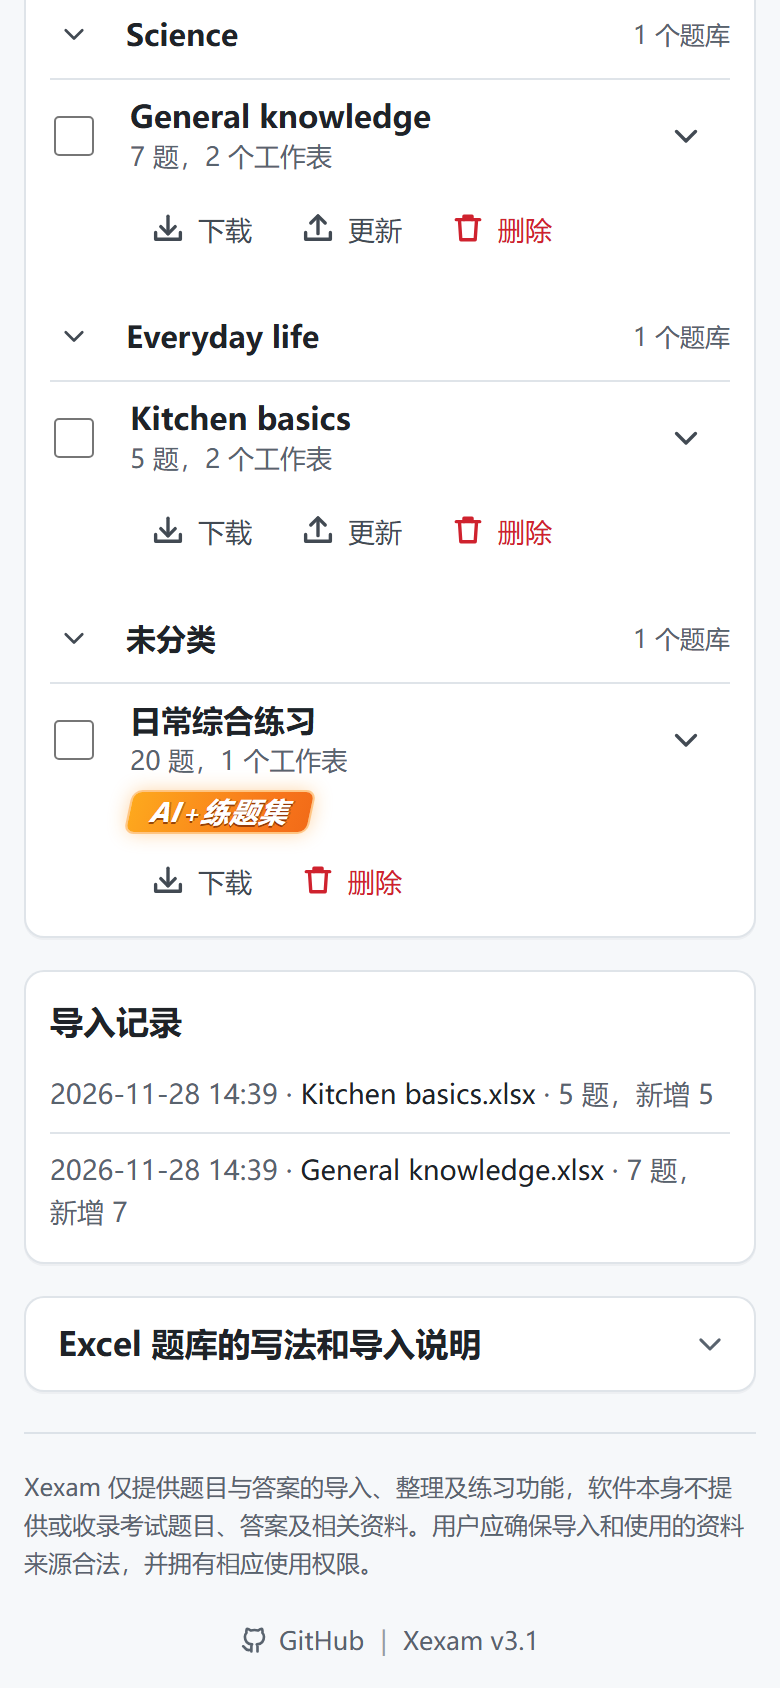 Science 1 个题库
General knowledge
7 题，2 个工作表
下载 更新 删除
Everyday life 1 个题库
Kitchen basics
5 题，2 个工作表
下载 更新 删除
未分类 1 个题库
日常综合练习
20 题，1 个工作表
AI+练题集
下载 删除
导入记录
2026-11-28 14:39 · Kitchen basics.xlsx · 5 题，新增 5
2026-11-28 14:39 · General knowledge.xlsx · 7 题，
新增 7
Excel 题库的写法和导入说明
Xexam 仅提供题目与答案的导入、整理及练习功能，软件本身不提
供或收录考试题目、答案及相关资料。用户应确保导入和使用的资料
来源合法，并拥有相应使用权限。
GitHub | Xexam v3.1